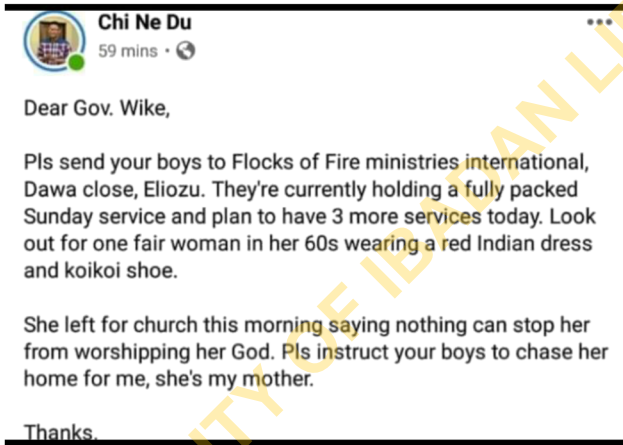 Chi Ne Du
59 mins ·
Dear Gov. Wike,
Pls send your boys to Flocks of Fire ministries international,
Dawa close, Eliozu. They're currently holding a fully packed
Sunday service and plan to have 3 more services today. Look
out for one fair woman in her 60s wearing a red Indian dress
and koikoi shoe.
She left for church this morning saying nothing can stop her
from worshipping her God. Pls instruct your boys to chase her
home for me, she's my mother.
Thanks.
TY OF IBADAN LI